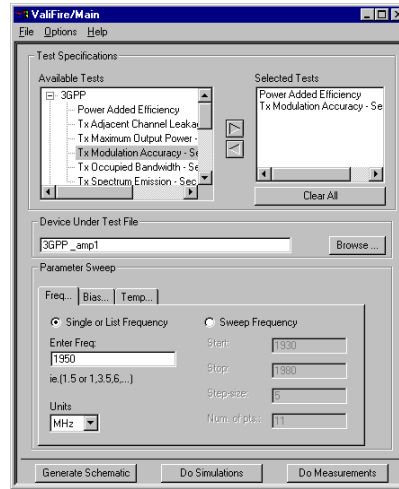 ValiFire/Main
File Options Help
Test Specifications
Available Tests
3GPP
Power Added Efficiency
Tx Adjacent Channel Leaka
Tx Maximum Output Power -
Tx Modulation Accuracy - S
Tx Occupied Bandwidth - Se
Tx Spectrum Emission - Sec
Selected Tests
Power Added Efficiency
Tx Modulation Accuracy - Se
Clear All
Device Under Test File
3GPP _amp1
Browse ...
Parameter Sweep
Freq... Bias... Temp...
Single or List Frequency
Enter Freq:
1950
ie.(1.5 or 1,3.5,6,...)
Units
MHz
Sweep Frequency
Start: 1930
Stop: 1980
Step-size: 5
Num. of pts.: 11
Generate Schematic
Do Simulations
Do Measurements